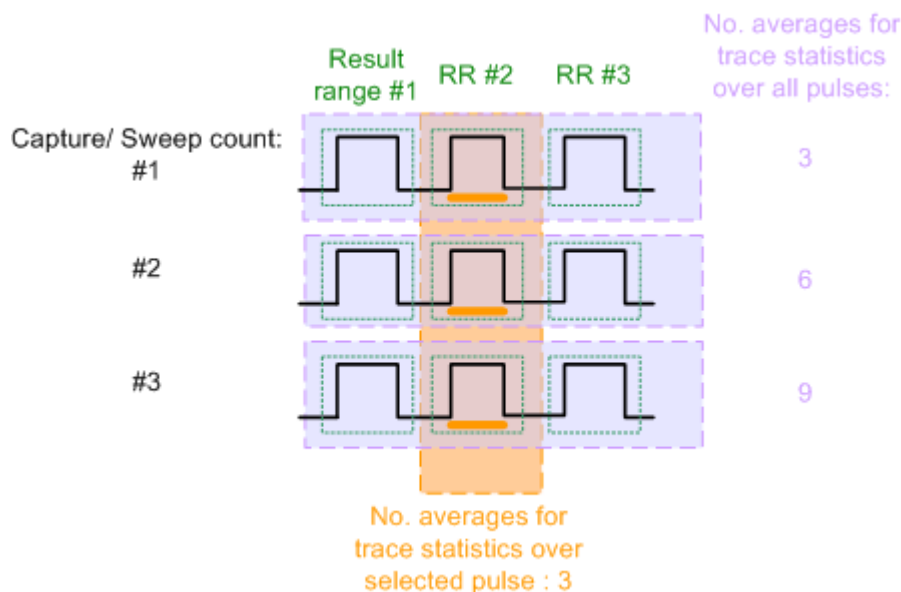 No. averages for
trace statistics
over all pulses:
Result
range #1
RR #2
RR #3
Capture/ Sweep count:
#1
3
#2
6
#3
9
No. averages for
trace statistics over
selected pulse : 3